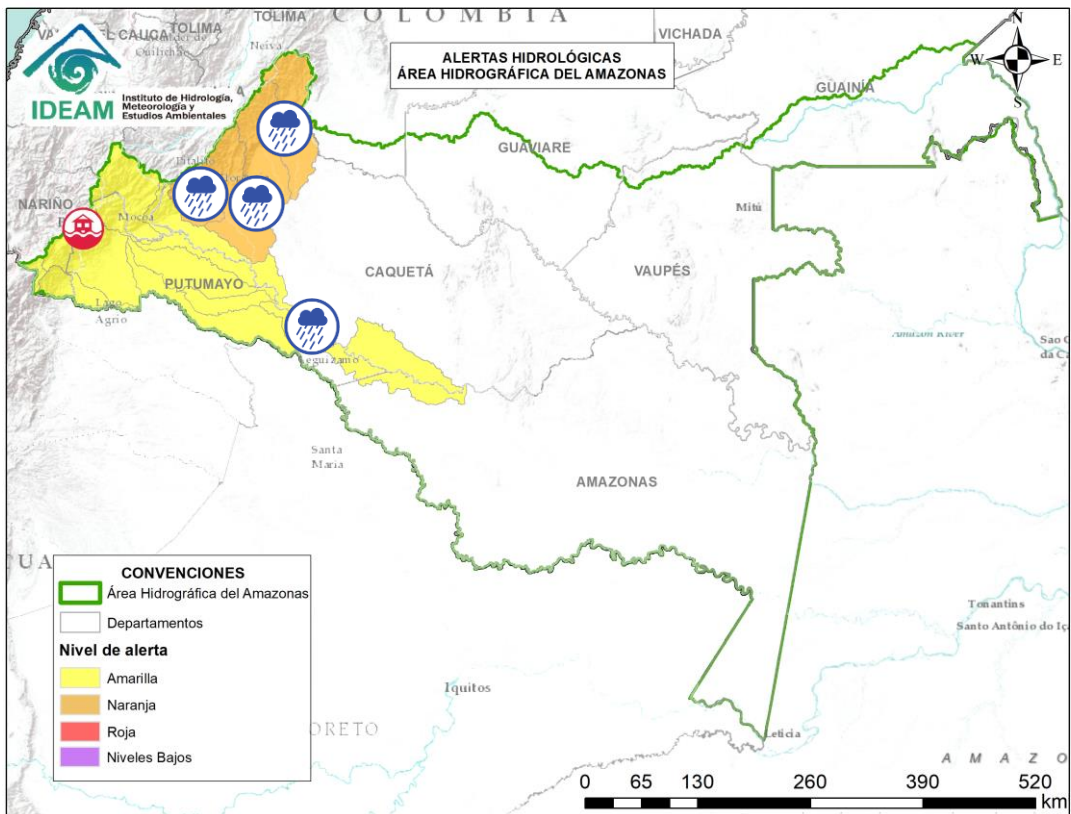 COLOMBIA
TOLIMA
TOLIMA
Neiva
VICHADA
ALERTAS HIDROLÓGICAS
ÁREA HIDROGRÁFICA DEL AMAZONAS
N
W
E
S
IDEAM
Instituto de Hidrología,
Meteorología y
Estudios Ambientales
GUAINÍA
GUAVIARE
NARIÑO
Mocoa
Mitú
CAQUETÁ
VAUPÉS
PUTUMAYO
Lago
Agrio
Amazon River
Santa
Maria
AMAZONAS
CONVENCIONES
Área Hidrográfica del Amazonas
Departamentos
Nivel de alerta
Amarilla
Naranja
Roja
Niveles Bajos
Tonantins
Santo Antônio do Iça
Iquitos
ORETO
Leticia
AMAZO
0 65 130 260 390 520
km